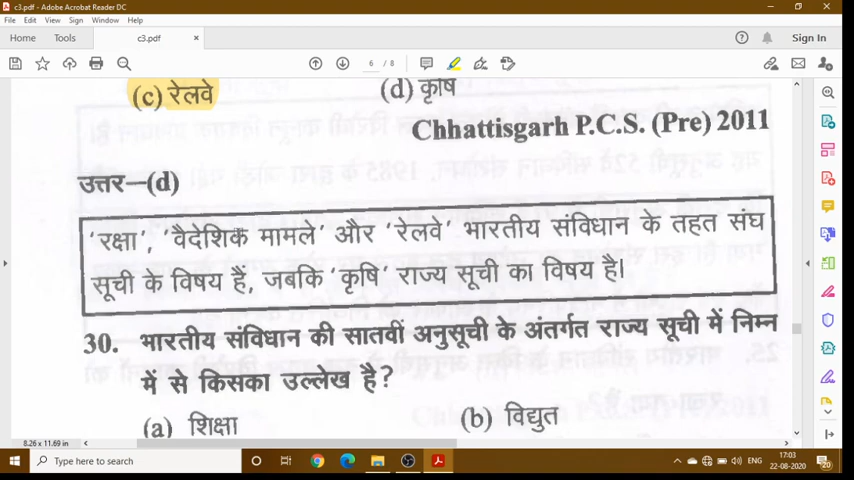 c3.pdf - Adobe Acrobat Reader DC
File Edit View Sign Window Help
Home Tools c3.pdf × Sign In
6 / 8
(c) रेलवे (d) कृषि
Chhattisgarh P.C.S. (Pre) 2011
उत्तर—(d)
'रक्षा', 'वैदेशिक मामले' और 'रेलवे' भारतीय संविधान के तहत संघ
सूची के विषय हैं, जबकि 'कृषि' राज्य सूची का विषय है।
30. भारतीय संविधान की सातवीं अनुसूची के अंतर्गत राज्य सूची में निम्न
में से किसका उल्लेख है?
(a) शिक्षा (b) विद्युत
8.26 x 11.69 in
Type here to search
ENG
17:03
22-08-2020